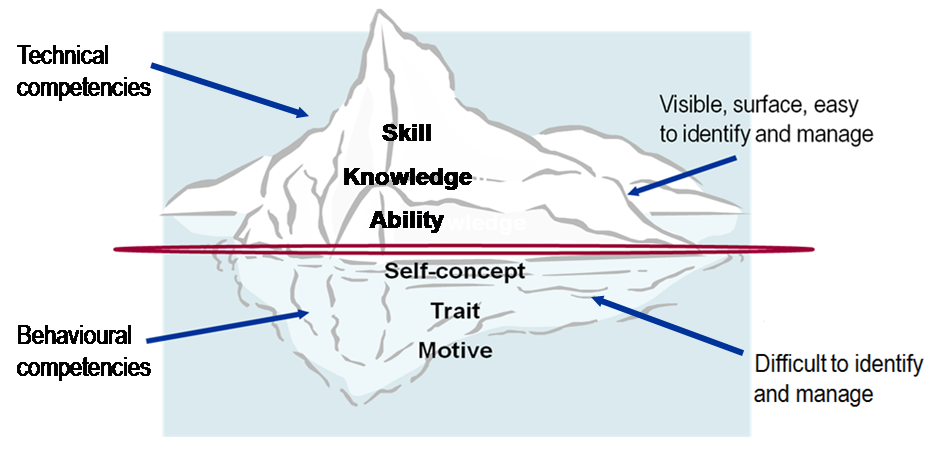 Technical
competencies
Visible, surface, easy
to identify and manage
Skill
Knowledge
Ability
wledge
Self-concept
Trait
Motive
Behavioural
competencies
Difficult to identify
and manage